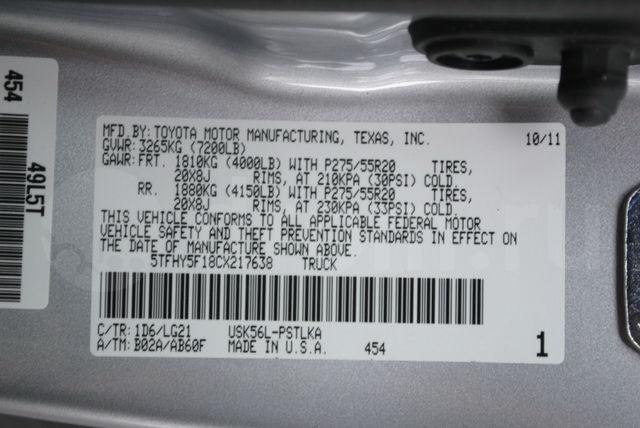 454
49L5T
MFD.BY: TOYOTA MOTOR MANUFACTURING, TEXAS, INC. 10/11
GVWR: 3265KG (7200LB)
GAWR: FRT. 1810KG (4000LB) WITH P275/55R20 TIRES,
20X8J RIMS, AT 210KPA (30PSI) COLD.
RR. 1880KG (4150LB) WITH P275/55R20 TIRES,
20X8J RIMS, AT 230KPA (33PSI) COLD.
THIS VEHICLE CONFORMS TO ALL APPLICABLE FEDERAL MOTOR
VEHICLE SAFETY AND THEFT PREVENTION STANDARDS IN EFFECT ON
THE DATE OF MANUFACTURE SHOWN ABOVE.
5TFHY5F18CX217638 TRUCK
C/TR: 1D6/LG21 USK56L-PSTLKA
A/TM: B02A/AB60F MADE IN U.S.A. 454 1